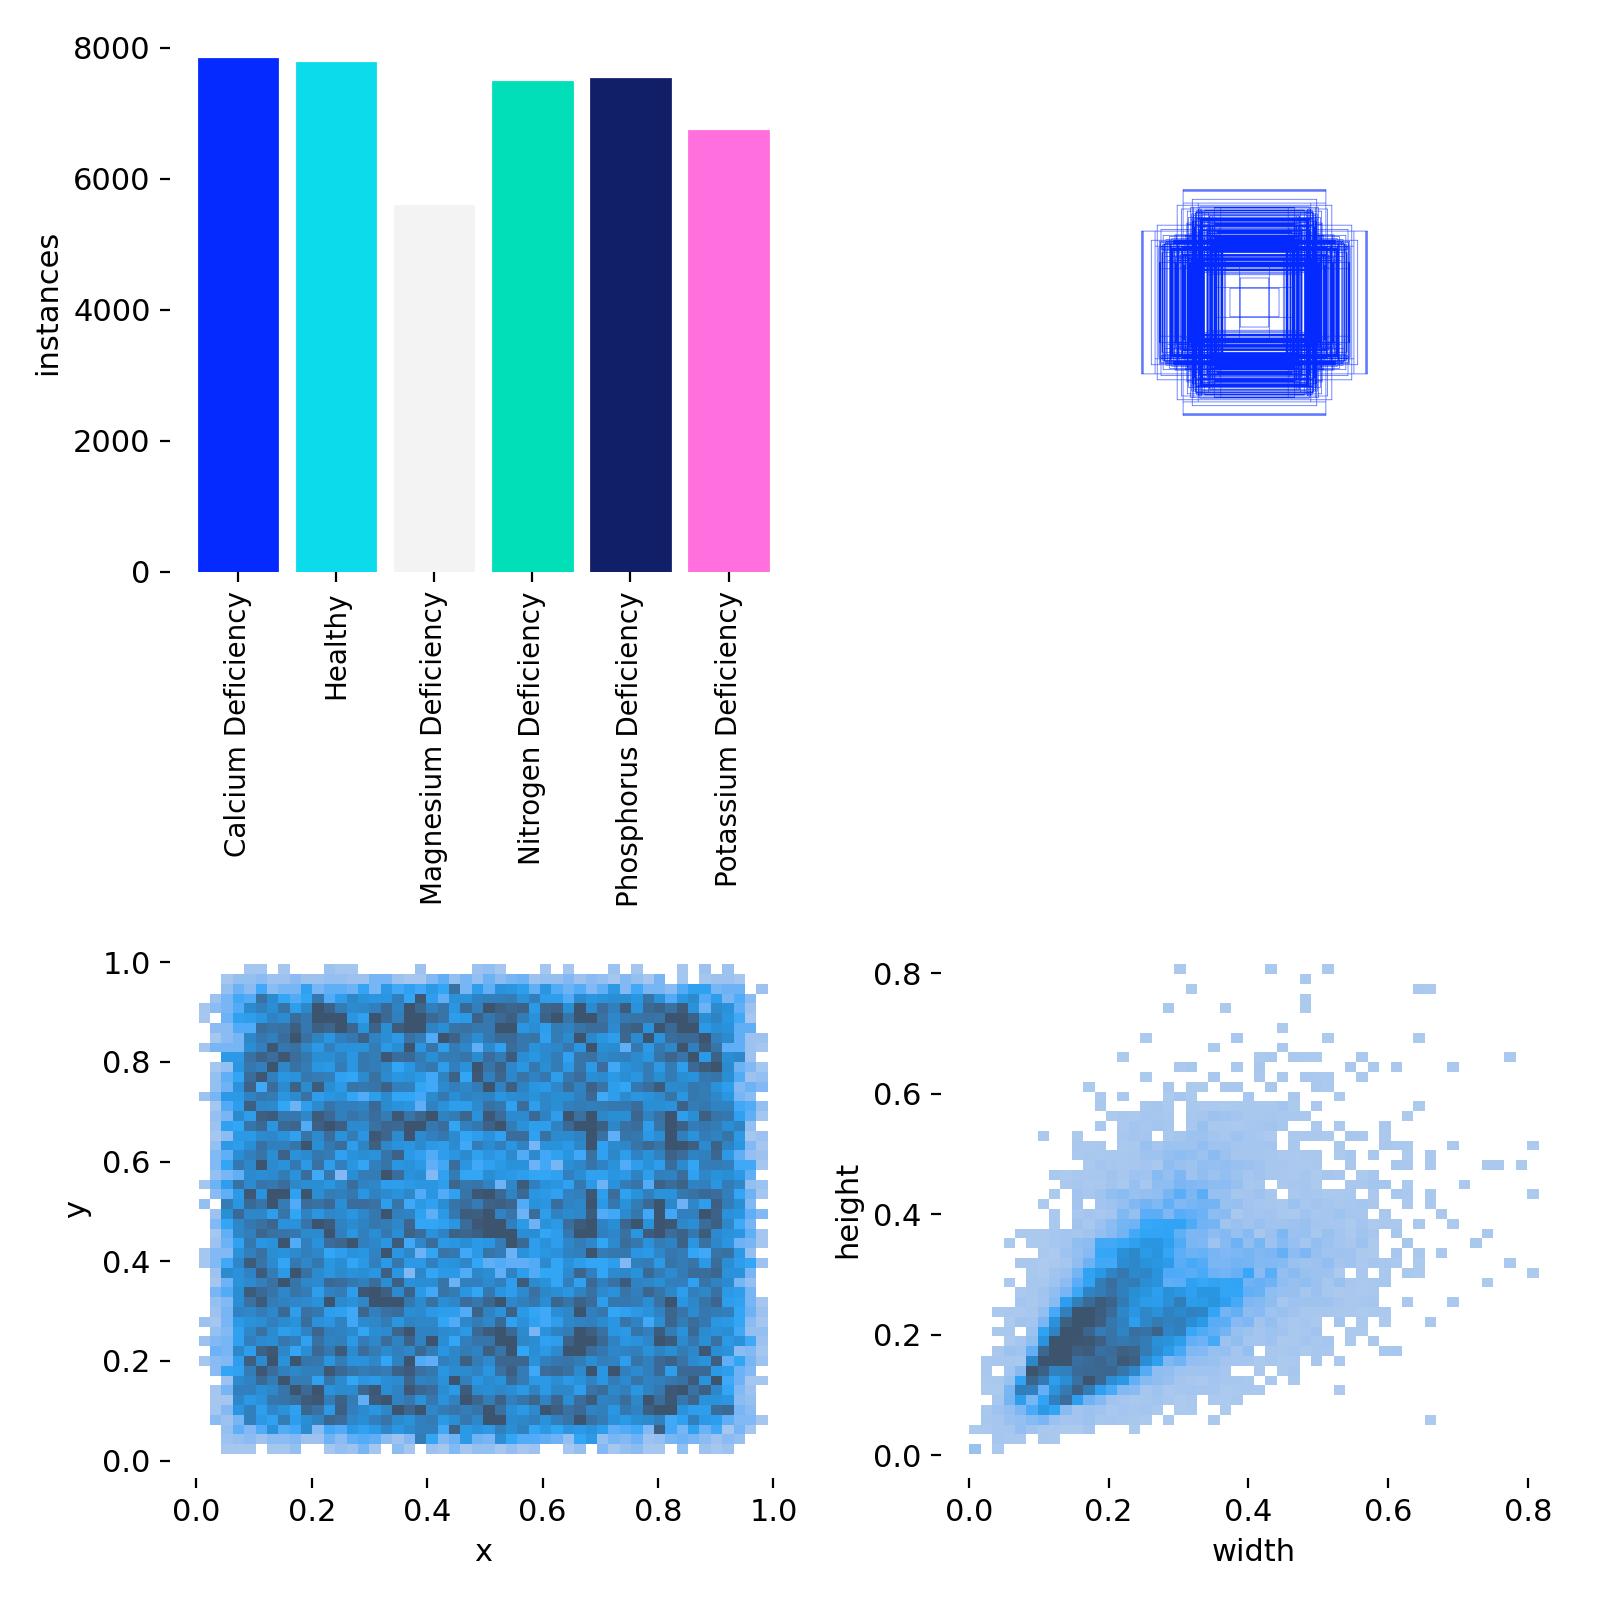 8000
6000
4000
2000
0
instances
Calcium Deficiency
Healthy
Magnesium Deficiency
Nitrogen Deficiency
Phosphorus Deficiency
Potassium Deficiency
1.0
0.8
0.6
0.4
0.2
0.0
y
0.0 0.2 0.4 0.6 0.8 1.0
x
0.8
0.6
0.4
0.2
0.0
height
0.0 0.2 0.4 0.6 0.8
width